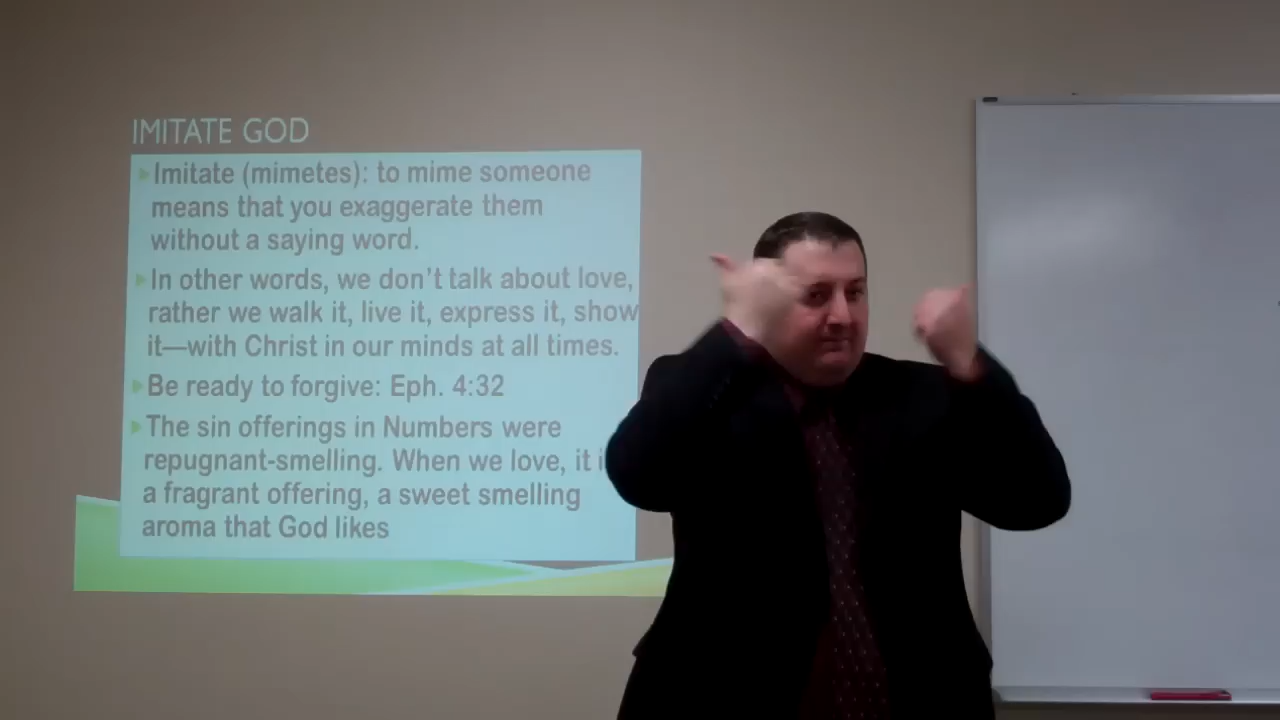 IMITATE GOD
Imitate (mimetes): to mime someone
means that you exaggerate them
without a saying word.
In other words, we don't talk about love,
rather we walk it, live it, express it, show
it—with Christ in our minds at all times.
Be ready to forgive: Eph. 4:32
The sin offerings in Numbers were
repugnant-smelling. When we love, it
a fragrant offering, a sweet smelling
aroma that God likes